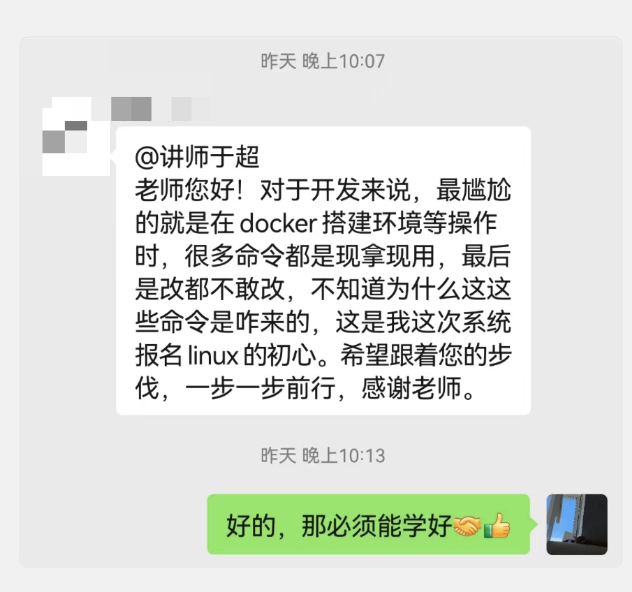 昨天 晚上10:07
@讲师于超
老师您好！对于开发来说，最尴尬
的就是在 docker 搭建环境等操作
时，很多命令都是现拿现用，最后
是改都不敢改，不知道为什么这这
些命令是咋来的，这是我这次系统
报名 linux 的初心。希望跟着您的步
伐，一步一步前行，感谢老师。
昨天 晚上10:13
好的，那必须能学好🤝👍